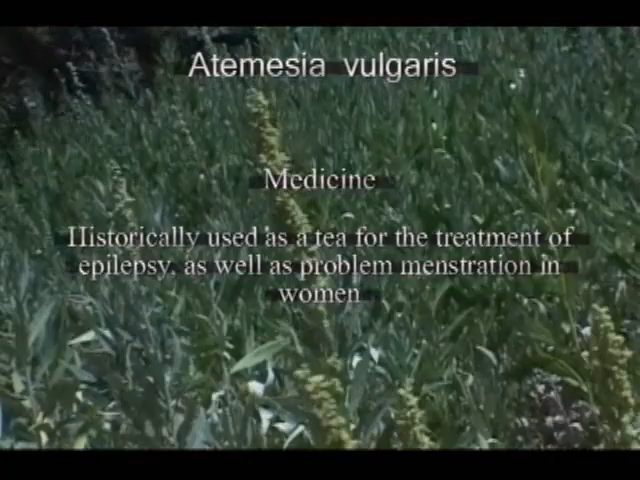 Atemesia vulgaris
Medicine
Historically used as a tea for the treatment of
epilepsy, as well as problem menstration in
women